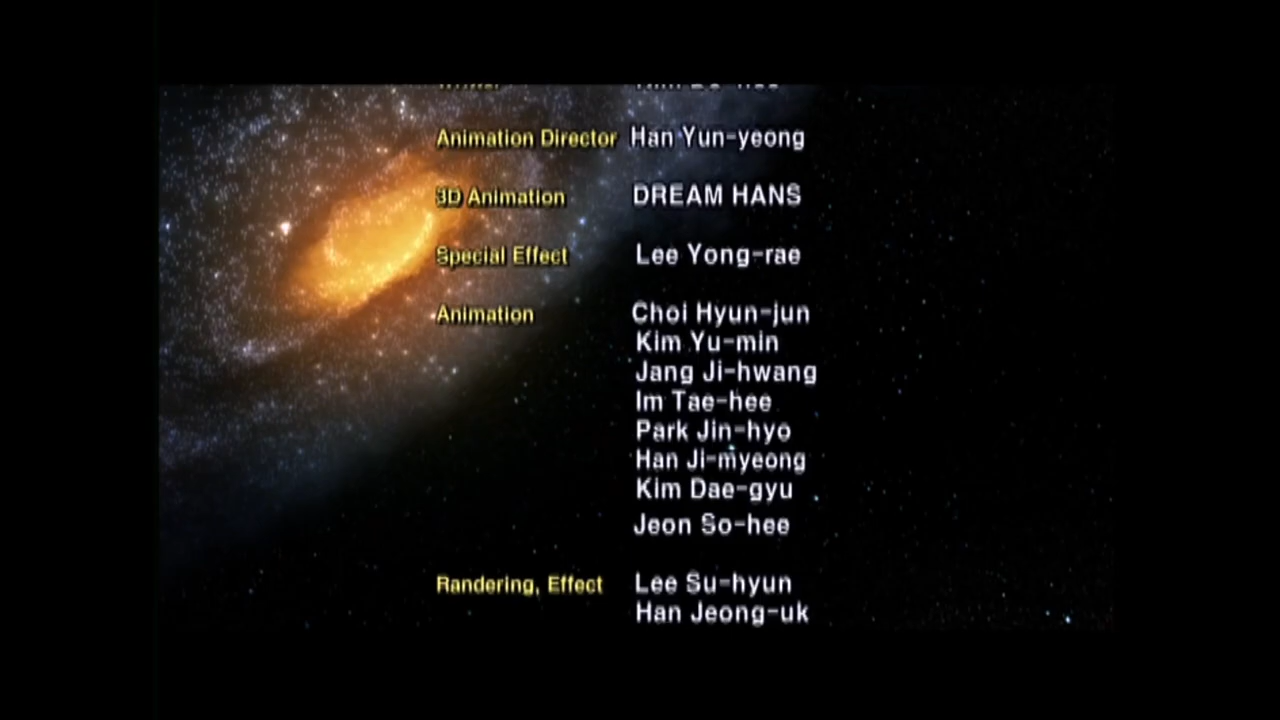 Animation Director Han Yun-yeong
3D Animation DREAM HANS
Special Effect Lee Yong-rae
Animation Choi Hyun-jun
Kim Yu-min
Jang Ji-hwang
Im Tae-hee
Park Jin-hyo
Han Ji-myeong
Kim Dae-gyu
Jeon So-hee
Randering, Effect Lee Su-hyun
Han Jeong-uk